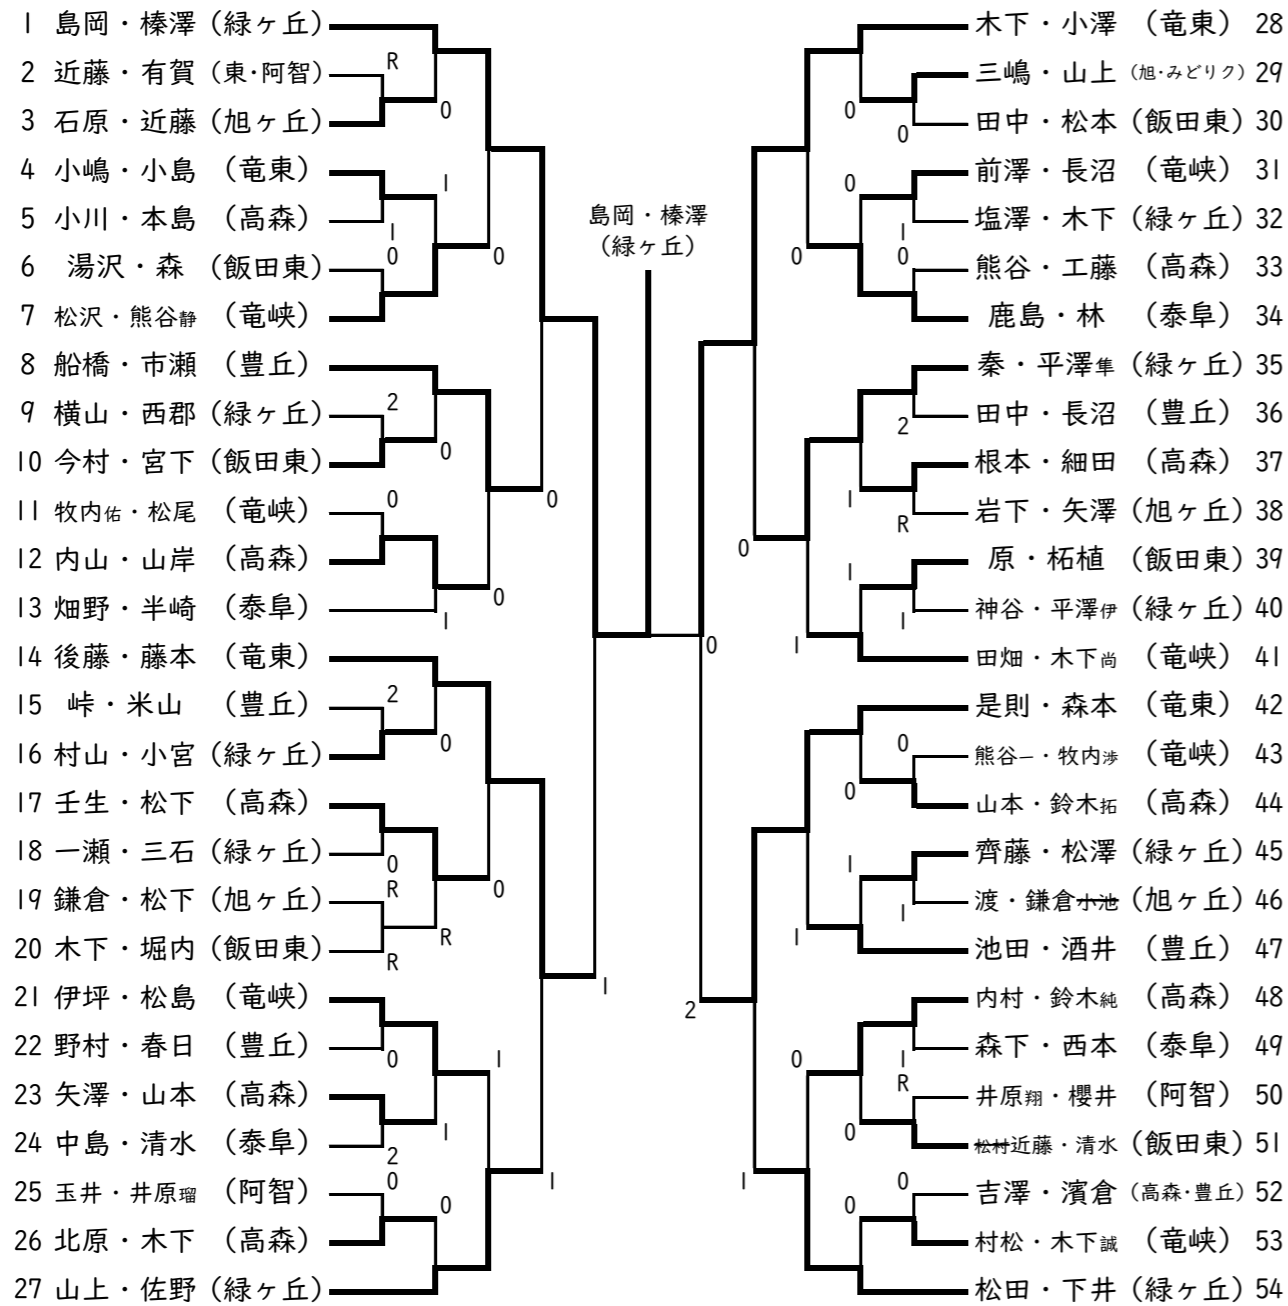 1 島岡・榛澤（緑ヶ丘）
2 近藤・有賀（東・阿智）
3 石原・近藤（旭ヶ丘）
4 小嶋・小島（竜東）
5 小川・本島（高森）
6 湯沢・森（飯田東）
7 松沢・熊谷静（竜峡）
8 船橋・市瀬（豊丘）
9 横山・西郡（緑ヶ丘）
10 今村・宮下（飯田東）
11 牧内佑・松尾（竜峡）
12 内山・山岸（高森）
13 畑野・半崎（泰阜）
14 後藤・藤本（竜東）
15 峠・米山（豊丘）
16 村山・小宮（緑ヶ丘）
17 壬生・松下（高森）
18 一瀬・三石（緑ヶ丘）
19 鎌倉・松下（旭ヶ丘）
20 木下・堀内（飯田東）
21 伊坪・松島（竜峡）
22 野村・春日（豊丘）
23 矢澤・山本（高森）
24 中島・清水（泰阜）
25 玉井・井原瑠（阿智）
26 北原・木下（高森）
27 山上・佐野（緑ヶ丘）
R
0
1
1
0
0
2
0
0
0
1
0
2
0
0
R
R
R
0
0
1
2
0
1
0
1
1
1
島岡・榛澤
（緑ヶ丘）
0
2
0
0
0
1
0
0
2
1
R
0
1
1
1
0
0
1
1
1
0
1
R
0
0
0
1
木下・小澤（竜東）28
三嶋・山上（旭・みどりク）29
田中・松本（飯田東）30
前澤・長沼（竜峡）31
塩澤・木下（緑ヶ丘）32
熊谷・工藤（高森）33
鹿島・林（泰阜）34
秦・平澤隼（緑ヶ丘）35
田中・長沼（豊丘）36
根本・細田（高森）37
岩下・矢澤（旭ヶ丘）38
原・柘植（飯田東）39
神谷・平澤伊（緑ヶ丘）40
田畑・木下尚（竜峡）41
是則・森本（竜東）42
熊谷一・牧内渉（竜峡）43
山本・鈴木拓（高森）44
齊藤・松澤（緑ヶ丘）45
渡・鎌倉小池（旭ヶ丘）46
池田・酒井（豊丘）47
内村・鈴木純（高森）48
森下・西本（泰阜）49
井原翔・櫻井（阿智）50
松村近藤・清水（飯田東）51
吉澤・濱倉（高森・豊丘）52
村松・木下誠（竜峡）53
松田・下井（緑ヶ丘）54